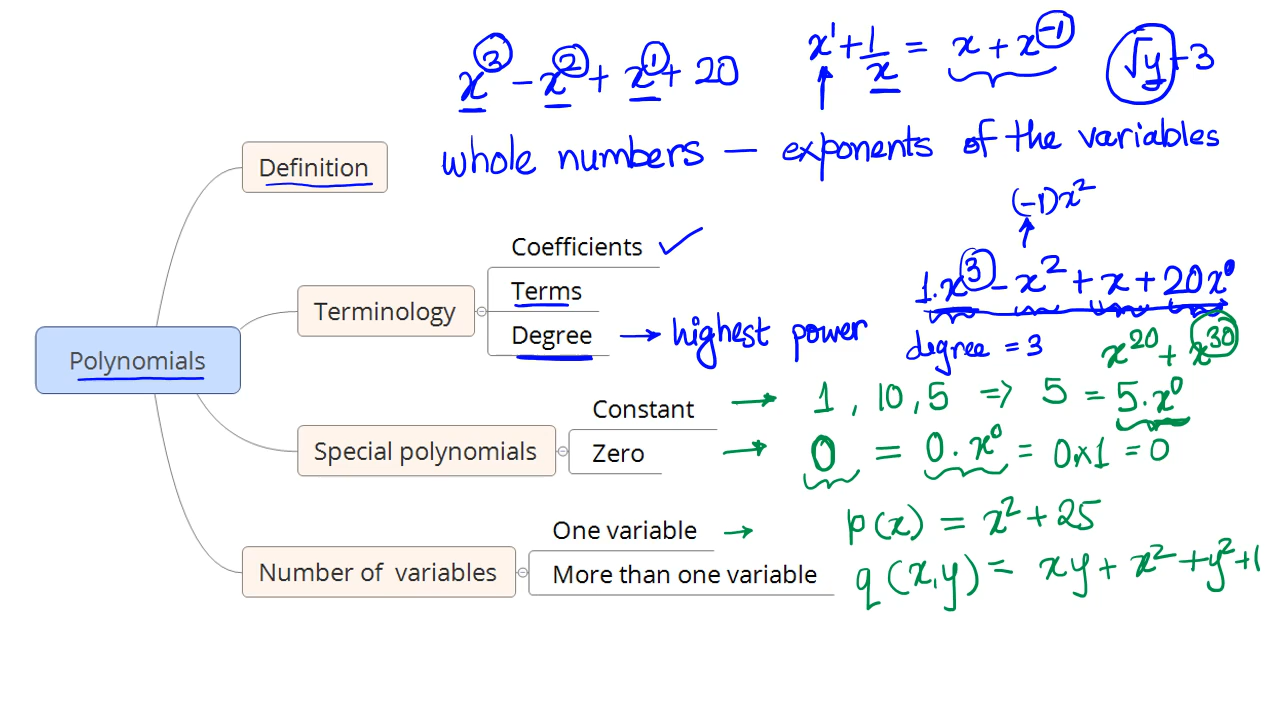 x³ - x² + x¹ + 20
x¹ + 1/x = x + x⁻¹
√y + 3
whole numbers — exponents of the variables
Definition
(-1)x²
Coefficients ✓
1·x³ - x² + x + 20x⁰
Terms
Terminology
Degree → highest power
degree = 3
x²⁰ + x³⁰
Polynomials
Constant → 1, 10, 5 ⇒ 5 = 5·x⁰
Special polynomials
Zero → 0 = 0·x⁰ = 0×1 = 0
One variable → p(x) = x² + 25
Number of variables
More than one variable q(x,y) = xy + x² + y² + 1